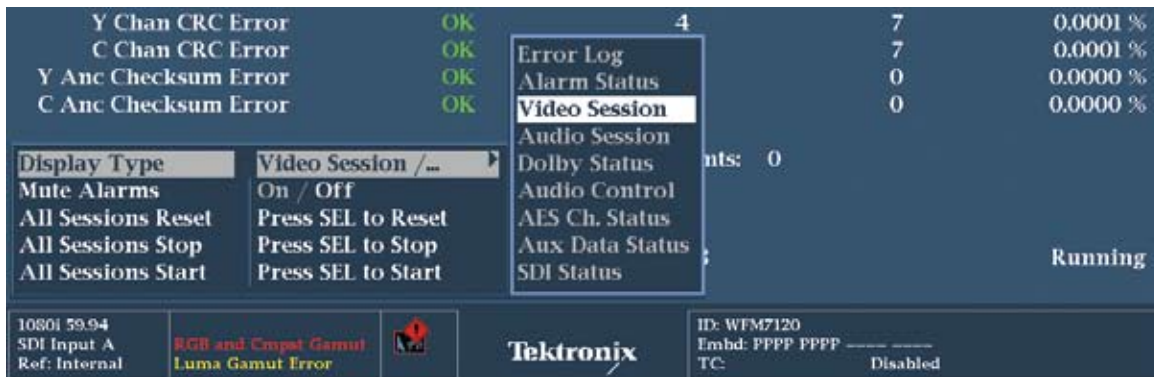 Y Chan CRC Error OK 4 7 0.0001 %
C Chan CRC Error OK 7 0.0001 %
Y Anc Checksum Error OK 0 0.0000 %
C Anc Checksum Error OK 0 0.0000 %
Error Log
Alarm Status
Video Session
Audio Session
Dolby Status
Audio Control
AES Ch. Status
Aux Data Status
SDI Status
nts: 0
Running
Display Type Video Session /...
Mute Alarms On / Off
All Sessions Reset Press SEL to Reset
All Sessions Stop Press SEL to Stop
All Sessions Start Press SEL to Start
1080i 59.94
SDI Input A
Ref: Internal
RGB and Cmpst Gamut
Luma Gamut Error
Tektronix
ID: WFM7120
Embd: PPPP PPPP ---- ----
TC: Disabled